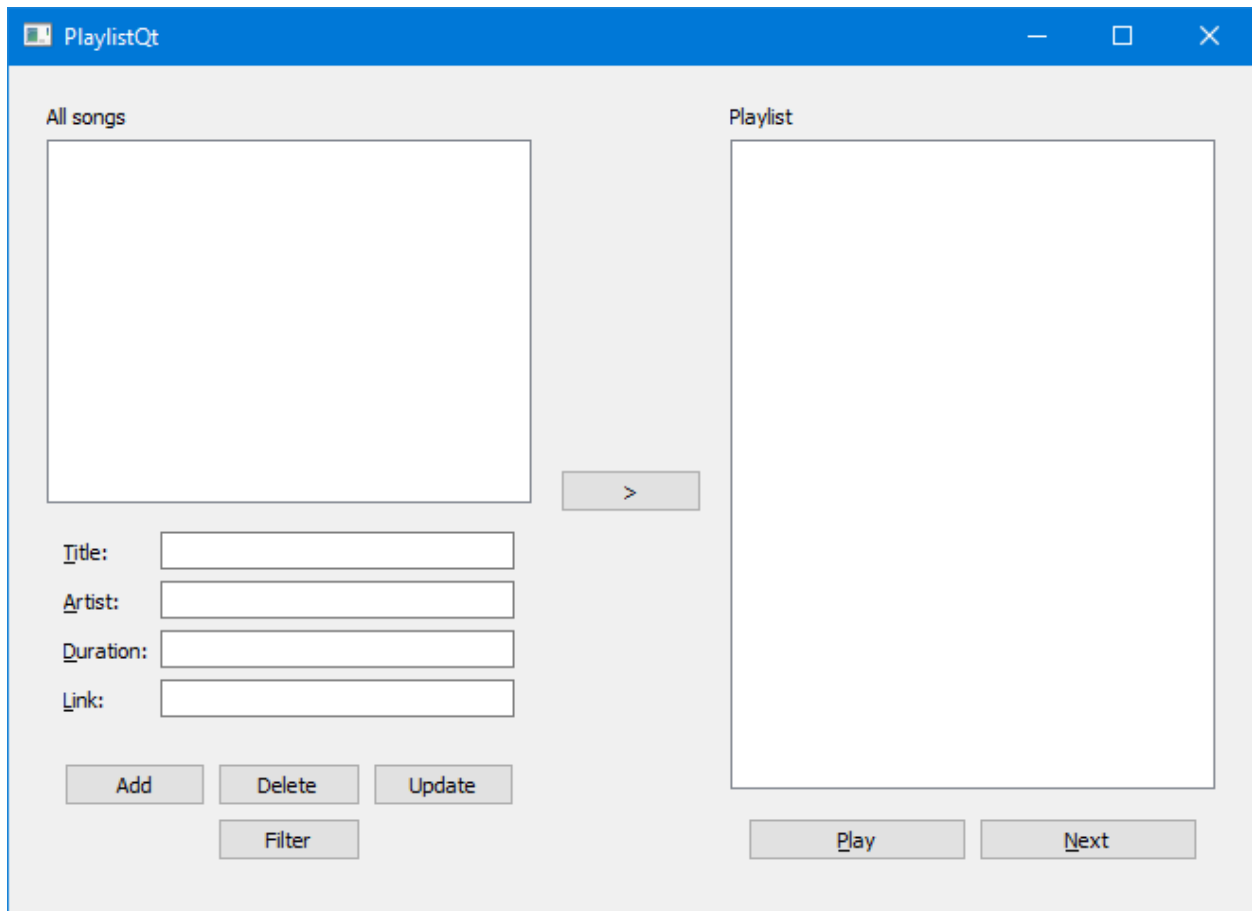 PlaylistQt
All songs
Playlist
>
Title:
Artist:
Duration:
Link:
Add Delete Update
Filter
Play Next